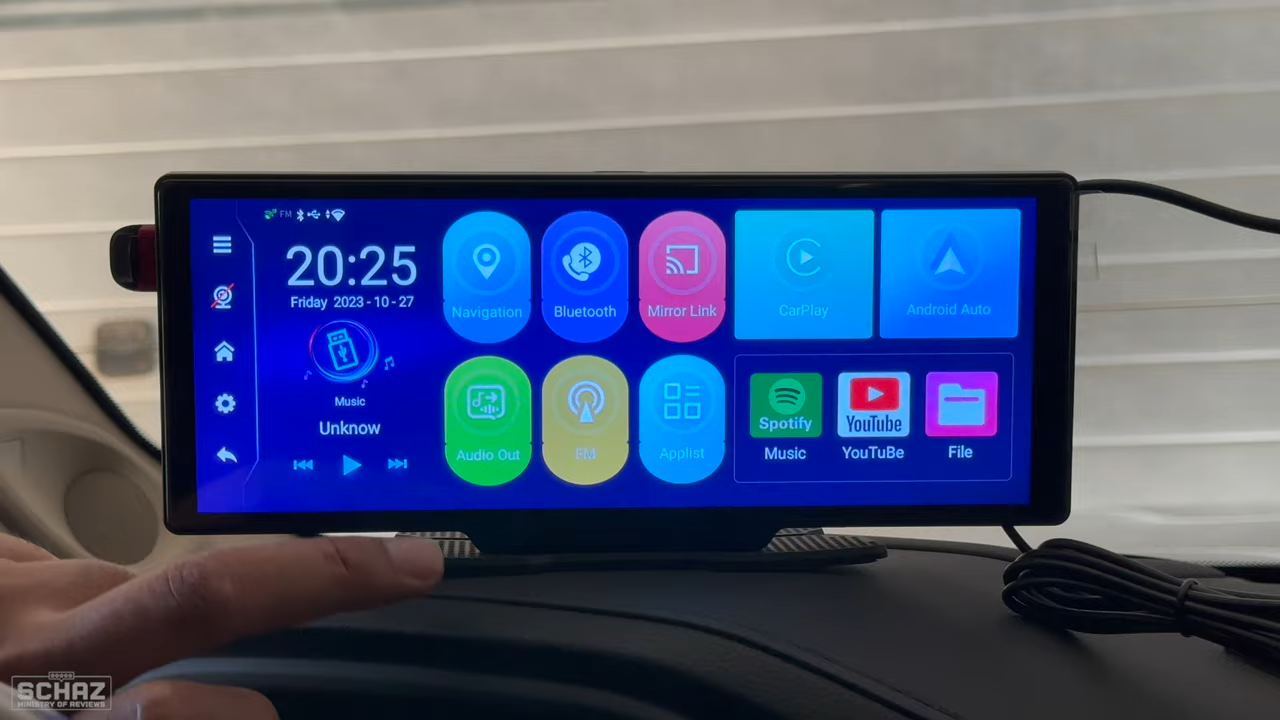 FM
20:25
Friday 2023-10-27
Music
Unknow
Navigation
Bluetooth
Mirror Link
Audio Out
FM
Applist
CarPlay
Android Auto
Spotify
Music
YouTube
YouTuBe
File
SCHAZ
MINISTRY OF REVIEWS